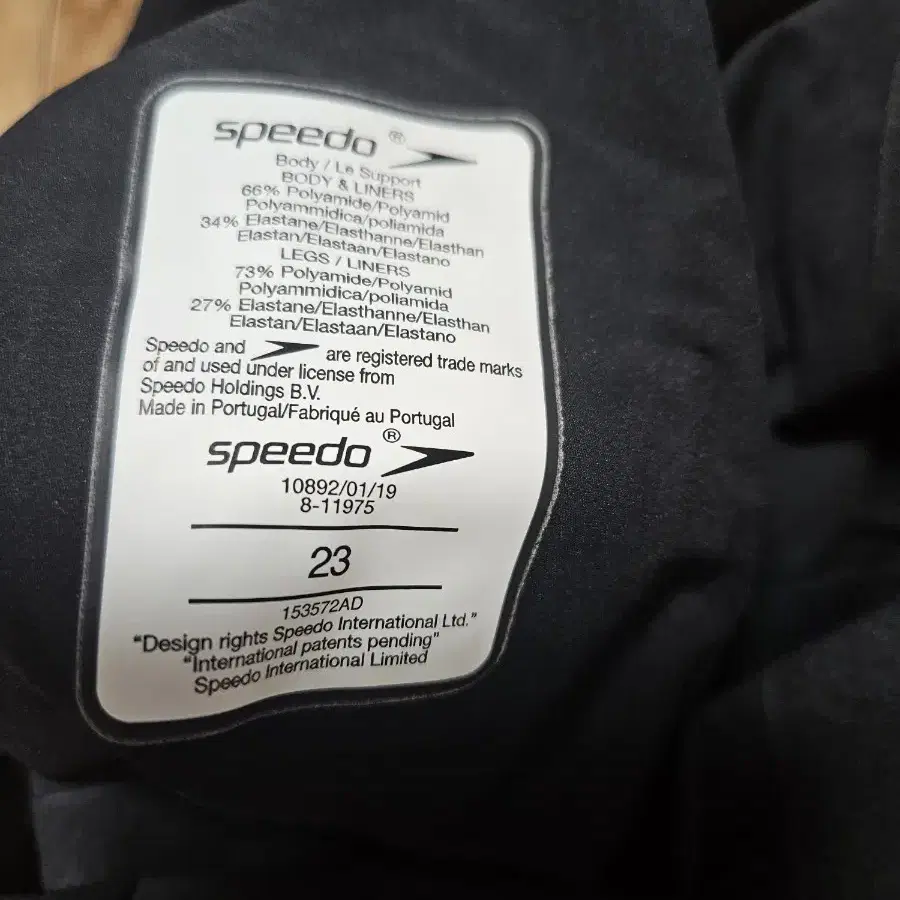 speedo®
Body / Le Support
BODY & LINERS
66% Polyamide/Polyamid
Polyammidica/poliamida
34% Elastane/Elasthanne/Elasthan
Elastan/Elastaan/Elastano
LEGS / LINERS
73% Polyamide/Polyamid
Polyammidica/poliamida
27% Elastane/Elasthanne/Elasthan
Elastan/Elastaan/Elastano
Speedo and are registered trade marks
of and used under license from
Speedo Holdings B.V.
Made in Portugal/Fabriqué au Portugal
speedo®
10892/01/19
8-11975
23
153572AD
“Design rights Speedo International Ltd.”
“International patents pending”
Speedo International Limited